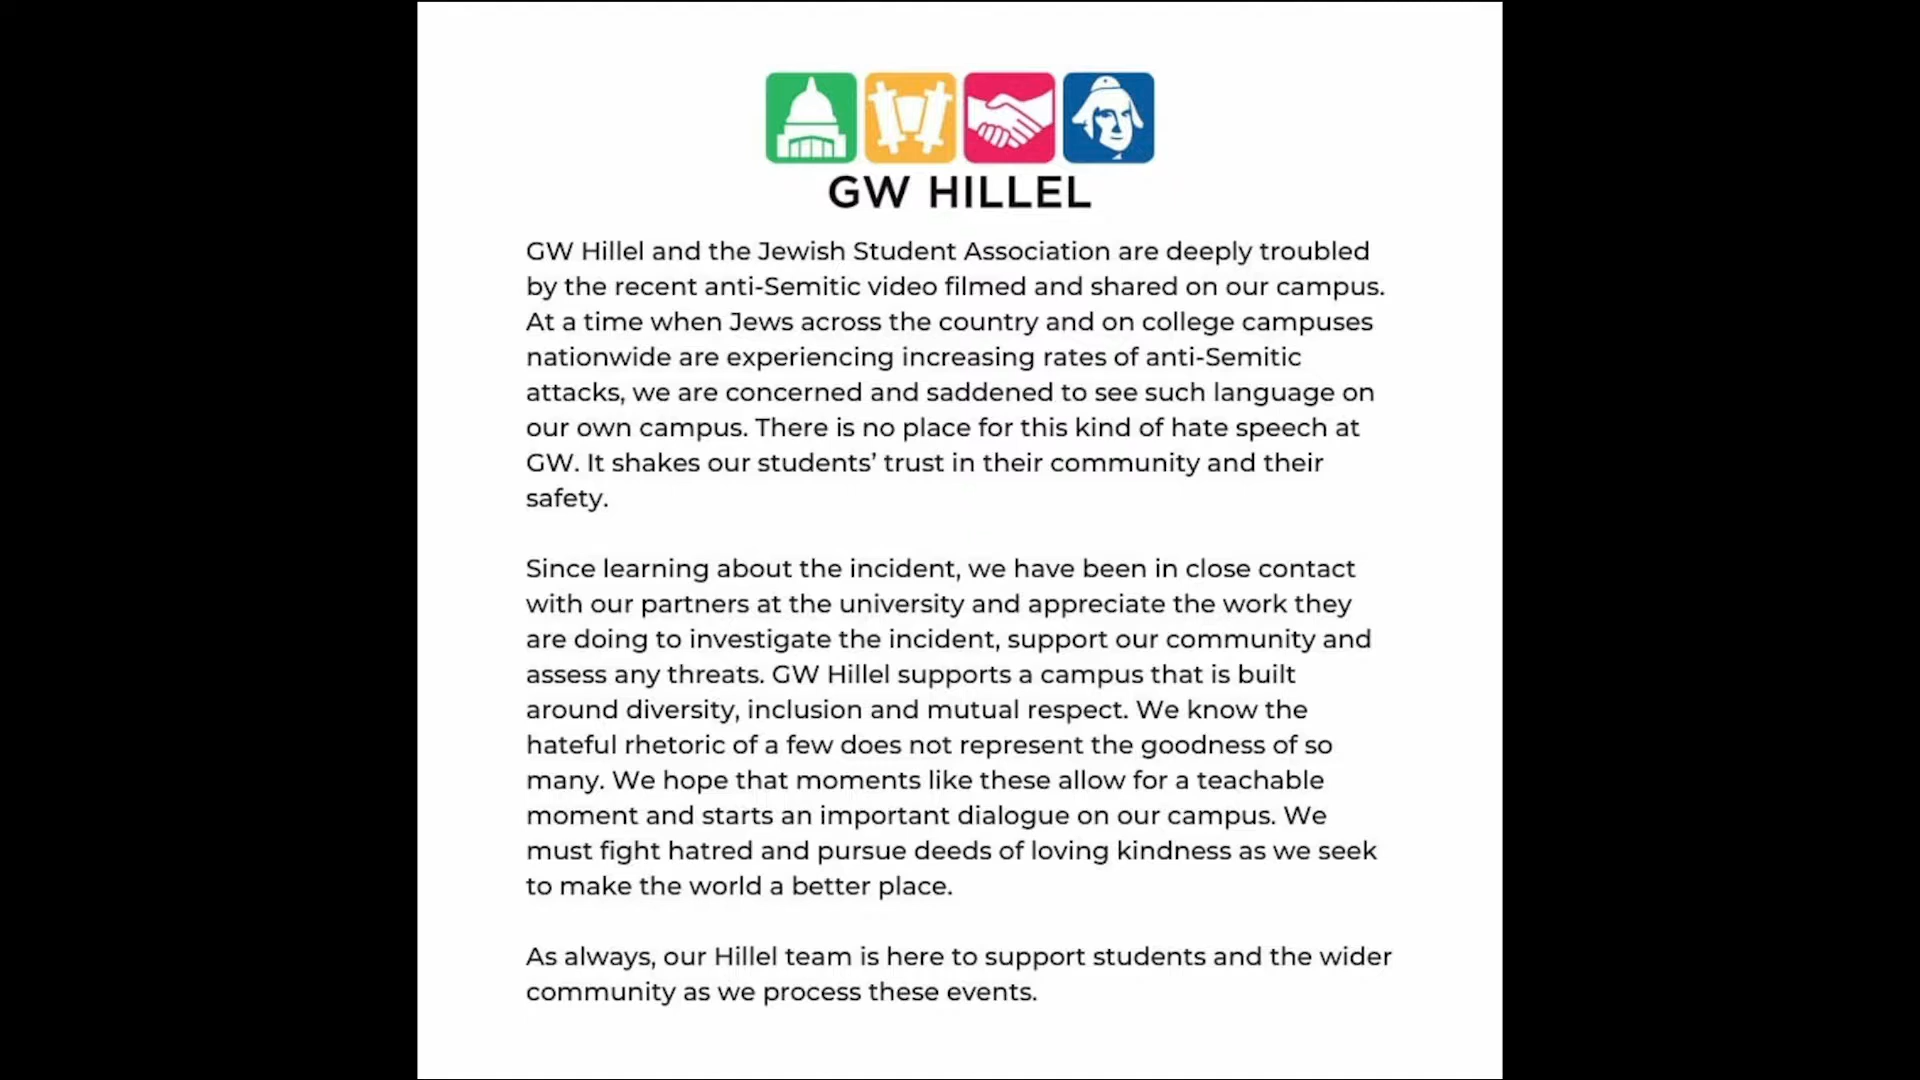 GW HILLEL
GW Hillel and the Jewish Student Association are deeply troubled
by the recent anti-Semitic video filmed and shared on our campus.
At a time when Jews across the country and on college campuses
nationwide are experiencing increasing rates of anti-Semitic
attacks, we are concerned and saddened to see such language on
our own campus. There is no place for this kind of hate speech at
GW. It shakes our students’ trust in their community and their
safety.
Since learning about the incident, we have been in close contact
with our partners at the university and appreciate the work they
are doing to investigate the incident, support our community and
assess any threats. GW Hillel supports a campus that is built
around diversity, inclusion and mutual respect. We know the
hateful rhetoric of a few does not represent the goodness of so
many. We hope that moments like these allow for a teachable
moment and starts an important dialogue on our campus. We
must fight hatred and pursue deeds of loving kindness as we seek
to make the world a better place.
As always, our Hillel team is here to support students and the wider
community as we process these events.